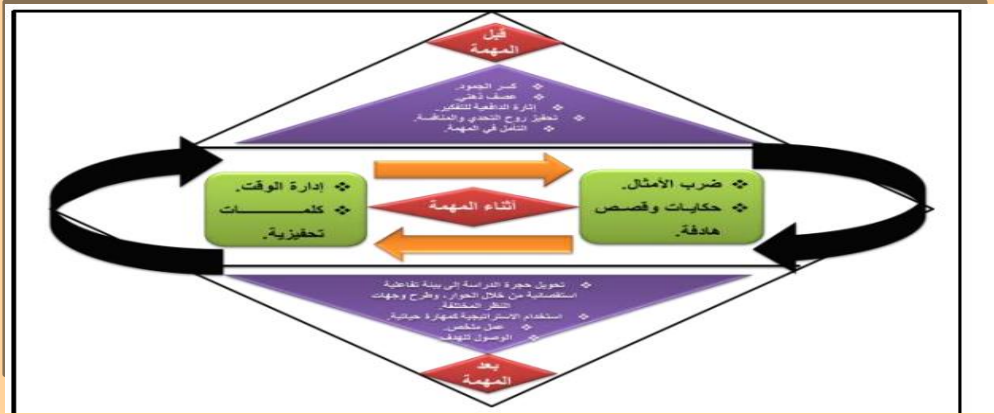 قبل
المهمة
❖ كسر الجمود.
❖ عصف ذهني.
❖ إثارة الدافعية للتفكير.
❖ تحفيز روح التحدي والمنافسة.
❖ التأمل في المهمة.
❖ ضرب الأمثال.
❖ حكايات وقصص
هادفة.
أثناء المهمة
❖ إدارة الوقت.
❖ كلمــــــــات
تحفيزية.
❖ تحويل حجرة الدراسة إلى بيئة تفاعلية
استقصائية من خلال الحوار، وطرح وجهات
النظر المختلفة.
❖ استخدام الاستراتيجية كمهارة حياتية.
❖ عمل ملخص.
❖ الوصول للهدف
بعد
المهمة